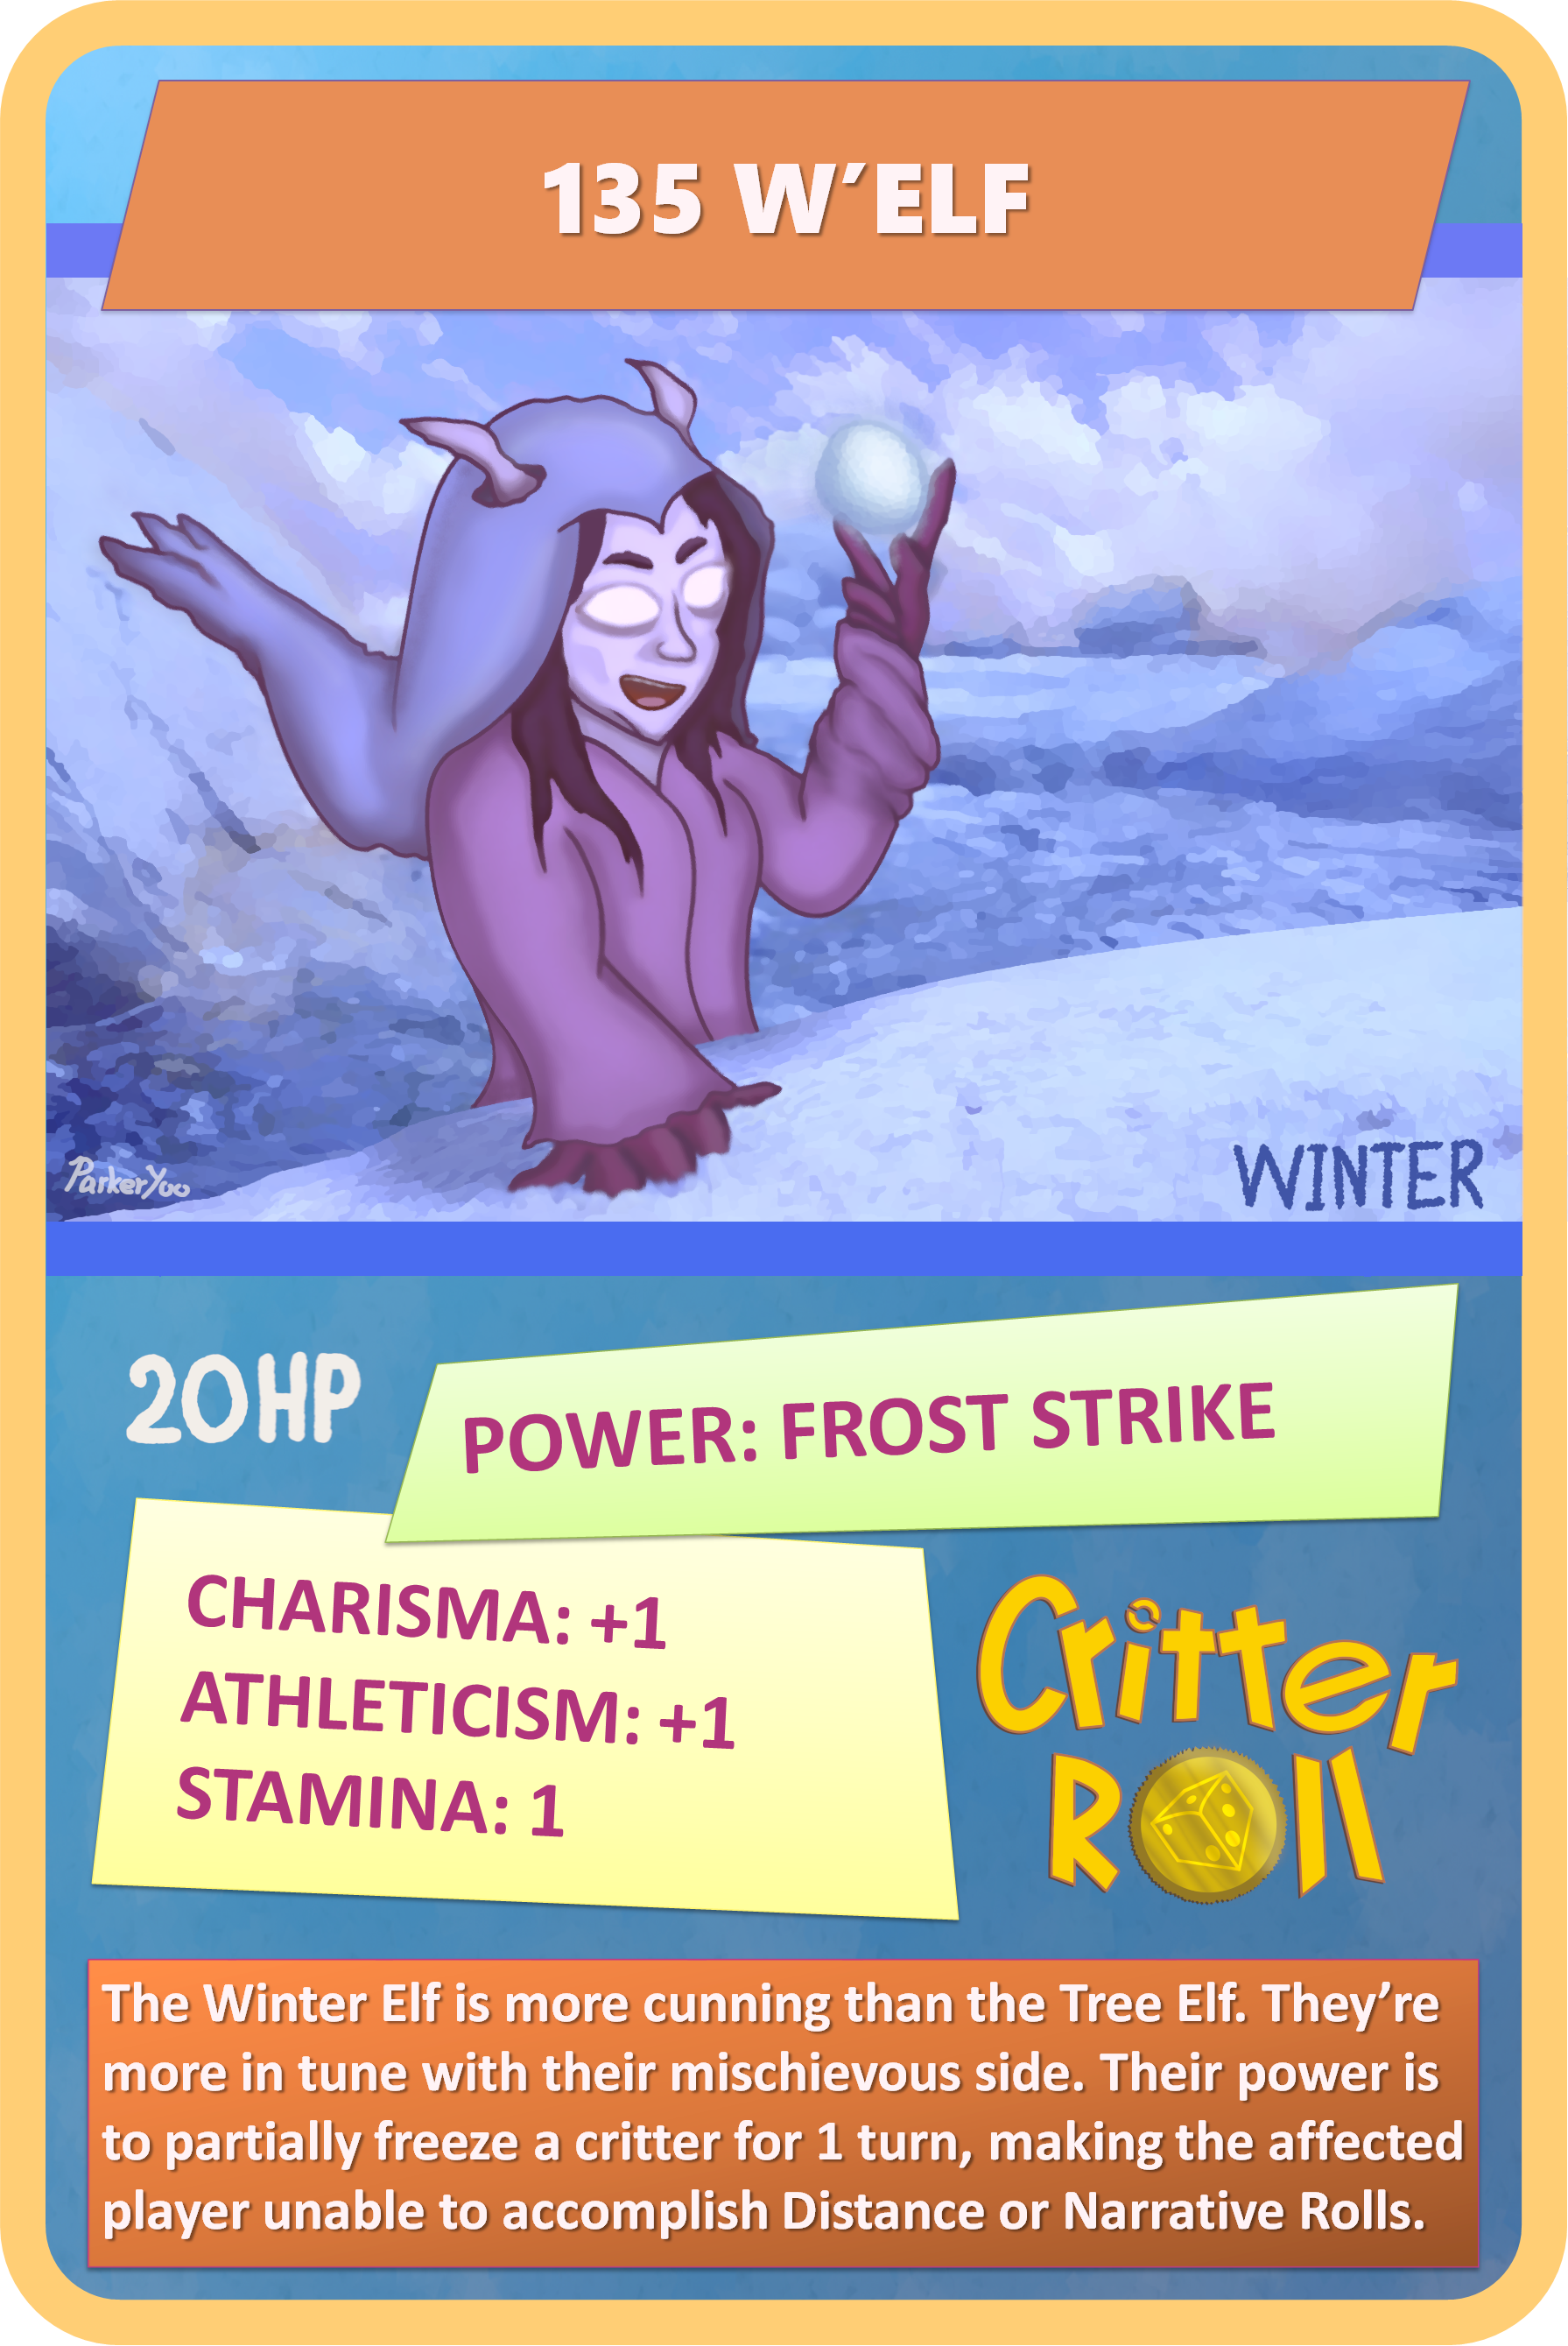 135 W’ELF
ParkerYoo
WINTER
20HP
POWER: FROST STRIKE
CHARISMA: +1
ATHLETICISM: +1
STAMINA: 1
Critter
Roll
The Winter Elf is more cunning than the Tree Elf. They’re
more in tune with their mischievous side. Their power is
to partially freeze a critter for 1 turn, making the affected
player unable to accomplish Distance or Narrative Rolls.